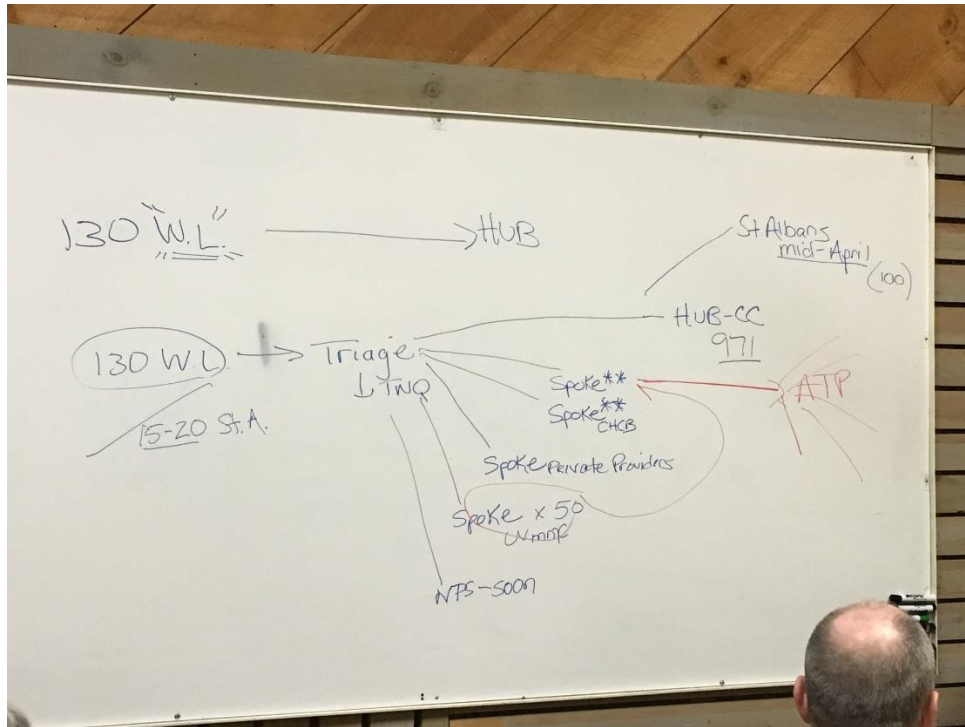 130 "W.L."
HUB
St Albans
mid-April
(100)
HUB-CC
971
130 W.L.
Triage
↓ TNQ
15-20 St. A.
Spoke**
ATP
Spoke**
CHCB
Spoke Private Providers
Spoke x 50
UVMMC
NPS-soon